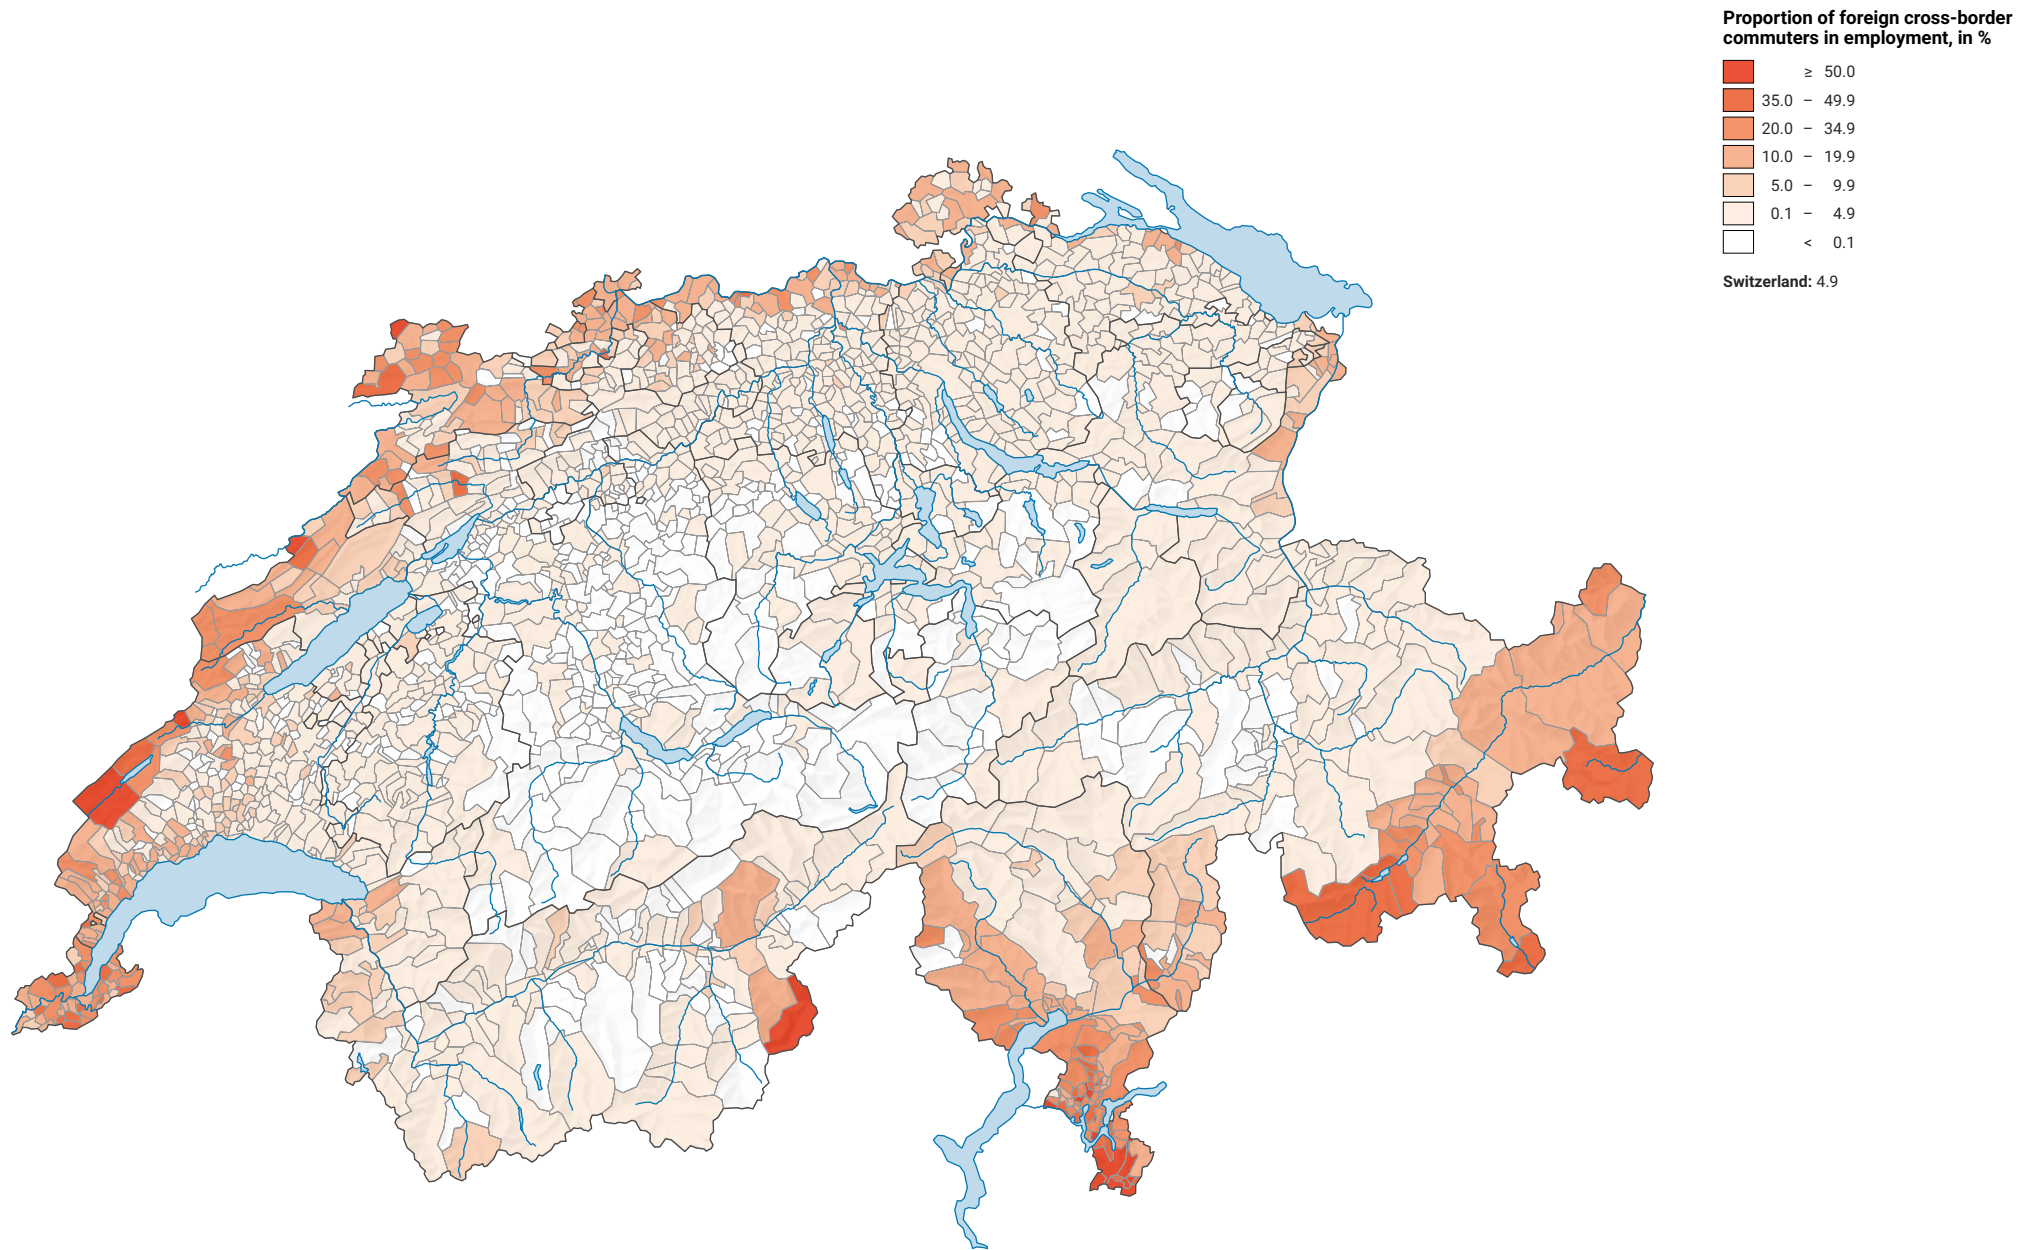 Proportion of foreign cross-border
commuters in employment, in %
≥ 50.0
35.0 – 49.9
20.0 – 34.9
10.0 – 19.9
5.0 – 9.9
0.1 – 4.9
< 0.1
Switzerland: 4.9